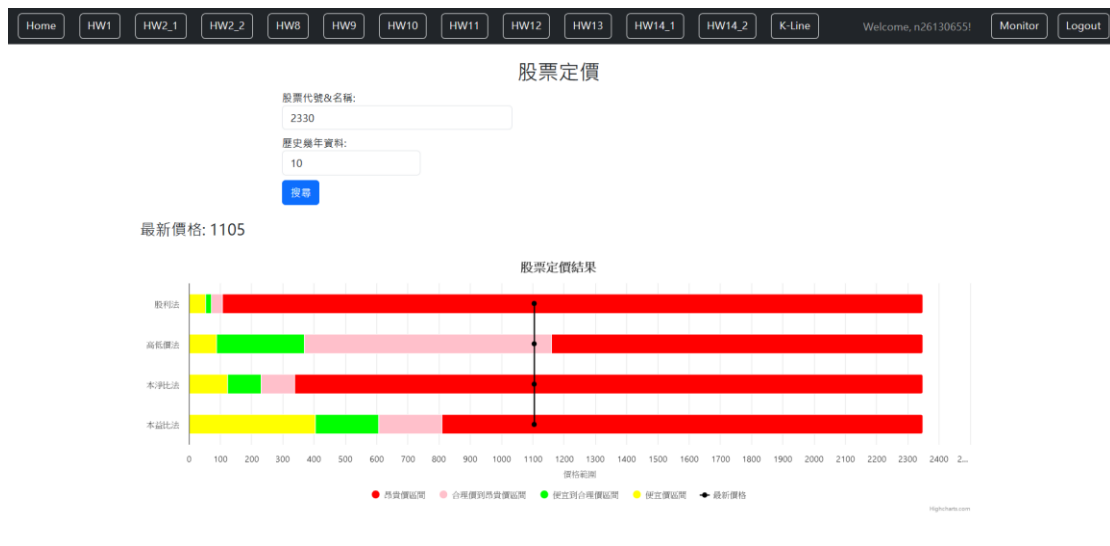 Home HW1 HW2_1 HW2_2 HW8 HW9 HW10 HW11 HW12 HW13 HW14_1 HW14_2 K-Line Welcome, n26130655! Monitor Logout
股票定價
股票代號&名稱:
2330
歷史幾年資料:
10
搜尋
最新價格: 1105
股票定價結果
股利法
高低價法
本淨比法
本益比法
0 100 200 300 400 500 600 700 800 900 1000 1100 1200 1300 1400 1500 1600 1700 1800 1900 2000 2100 2200 2300 2400 2...
價格範圍
昂貴價區間 合理價到昂貴價區間 便宜到合理價區間 便宜價區間 最新價格
Highcharts.com